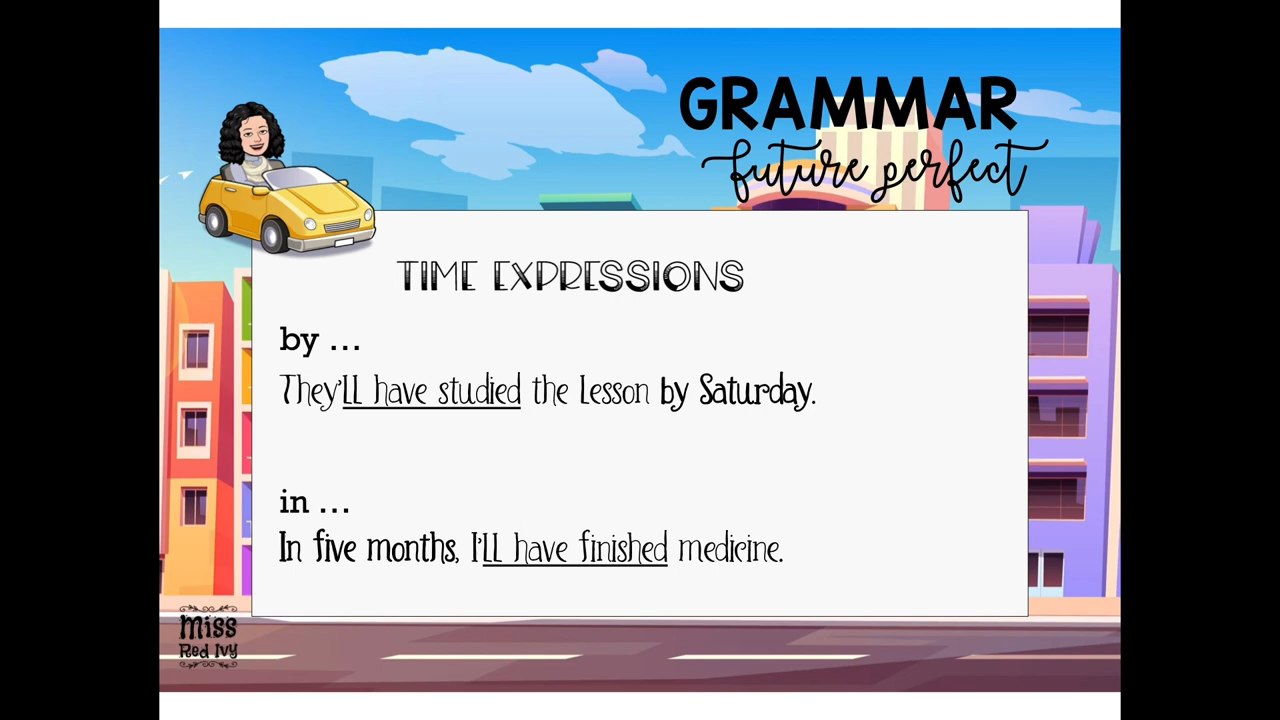 GRAMMAR
future perfect
TIME EXPRESSIONS
by ...
They'll have studied the lesson by Saturday.
in ...
In five months, I'll have finished medicine.
Miss
Red Ivy